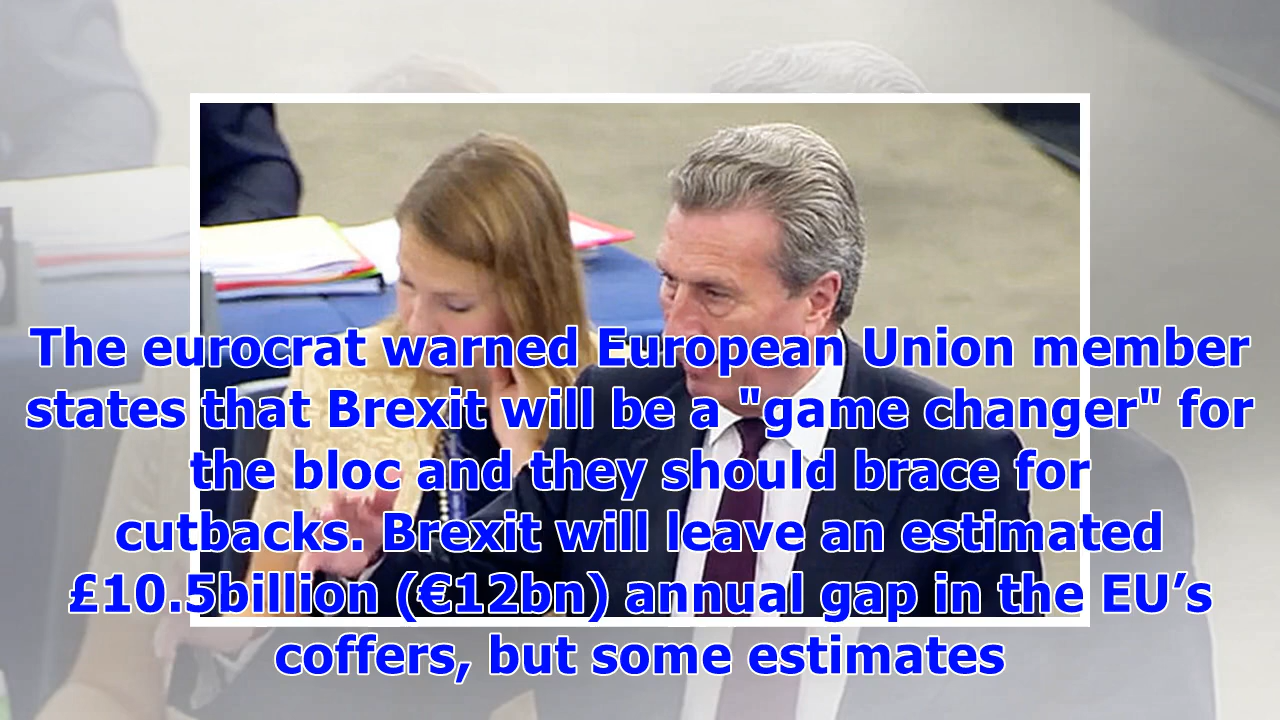 The eurocrat warned European Union member
states that Brexit will be a "game changer" for
the bloc and they should brace for
cutbacks. Brexit will leave an estimated
£10.5billion (€12bn) annual gap in the EU’s
coffers, but some estimates